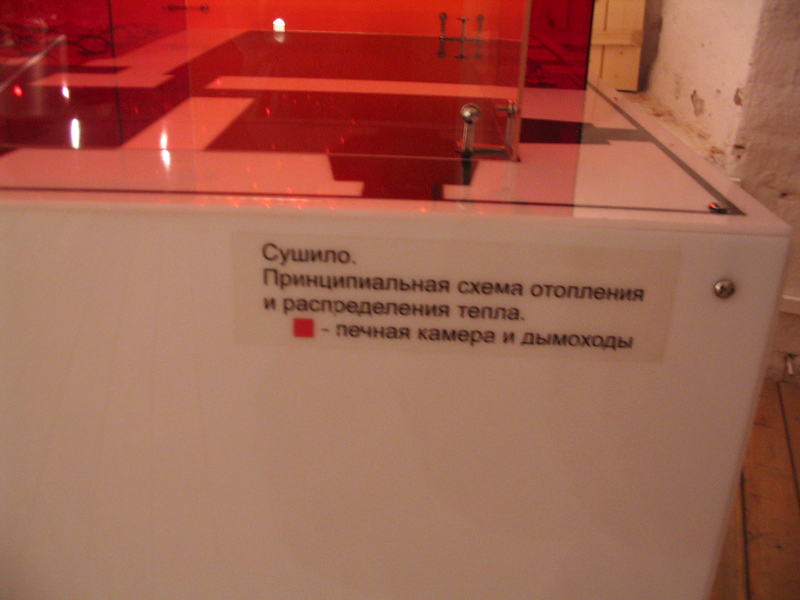 Сушило.
Принципиальная схема отопления
и распределения тепла.
- печная камера и дымоходы